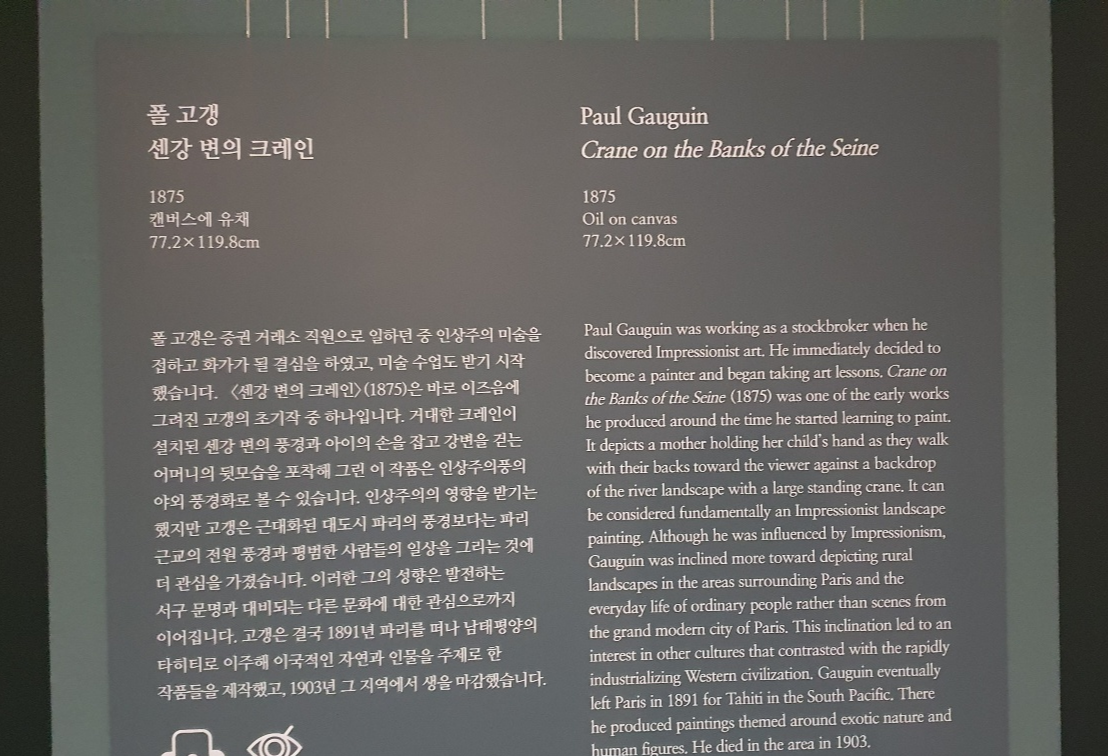 폴 고갱
센강 변의 크레인
1875
캔버스에 유채
77.2×119.8cm
폴 고갱은 증권 거래소 직원으로 일하던 중 인상주의 미술을
접하고 화가가 될 결심을 하였고, 미술 수업도 받기 시작
했습니다. 〈센강 변의 크레인〉(1875)은 바로 이즈음에
그려진 고갱의 초기작 중 하나입니다. 거대한 크레인이
설치된 센강 변의 풍경과 아이의 손을 잡고 강변을 걷는
어머니의 뒷모습을 포착해 그린 이 작품은 인상주의풍의
야외 풍경화로 볼 수 있습니다. 인상주의의 영향을 받기는
했지만 고갱은 근대화된 대도시 파리의 풍경보다는 파리
근교의 전원 풍경과 평범한 사람들의 일상을 그리는 것에
더 관심을 가졌습니다. 이러한 그의 성향은 발전하는
서구 문명과 대비되는 다른 문화에 대한 관심으로까지
이어집니다. 고갱은 결국 1891년 파리를 떠나 남태평양의
타히티로 이주해 이국적인 자연과 인물을 주제로 한
작품들을 제작했고, 1903년 그 지역에서 생을 마감했습니다.
Paul Gauguin
Crane on the Banks of the Seine
1875
Oil on canvas
77.2×119.8cm
Paul Gauguin was working as a stockbroker when he
discovered Impressionist art. He immediately decided to
become a painter and began taking art lessons. Crane on
the Banks of the Seine (1875) was one of the early works
he produced around the time he started learning to paint.
It depicts a mother holding her child's hand as they walk
with their backs toward the viewer against a backdrop
of the river landscape with a large standing crane. It can
be considered fundamentally an Impressionist landscape
painting. Although he was influenced by Impressionism,
Gauguin was inclined more toward depicting rural
landscapes in the areas surrounding Paris and the
everyday life of ordinary people rather than scenes from
the grand modern city of Paris. This inclination led to an
interest in other cultures that contrasted with the rapidly
industrializing Western civilization. Gauguin eventually
left Paris in 1891 for Tahiti in the South Pacific. There
he produced paintings themed around exotic nature and
human figures. He died in the area in 1903.